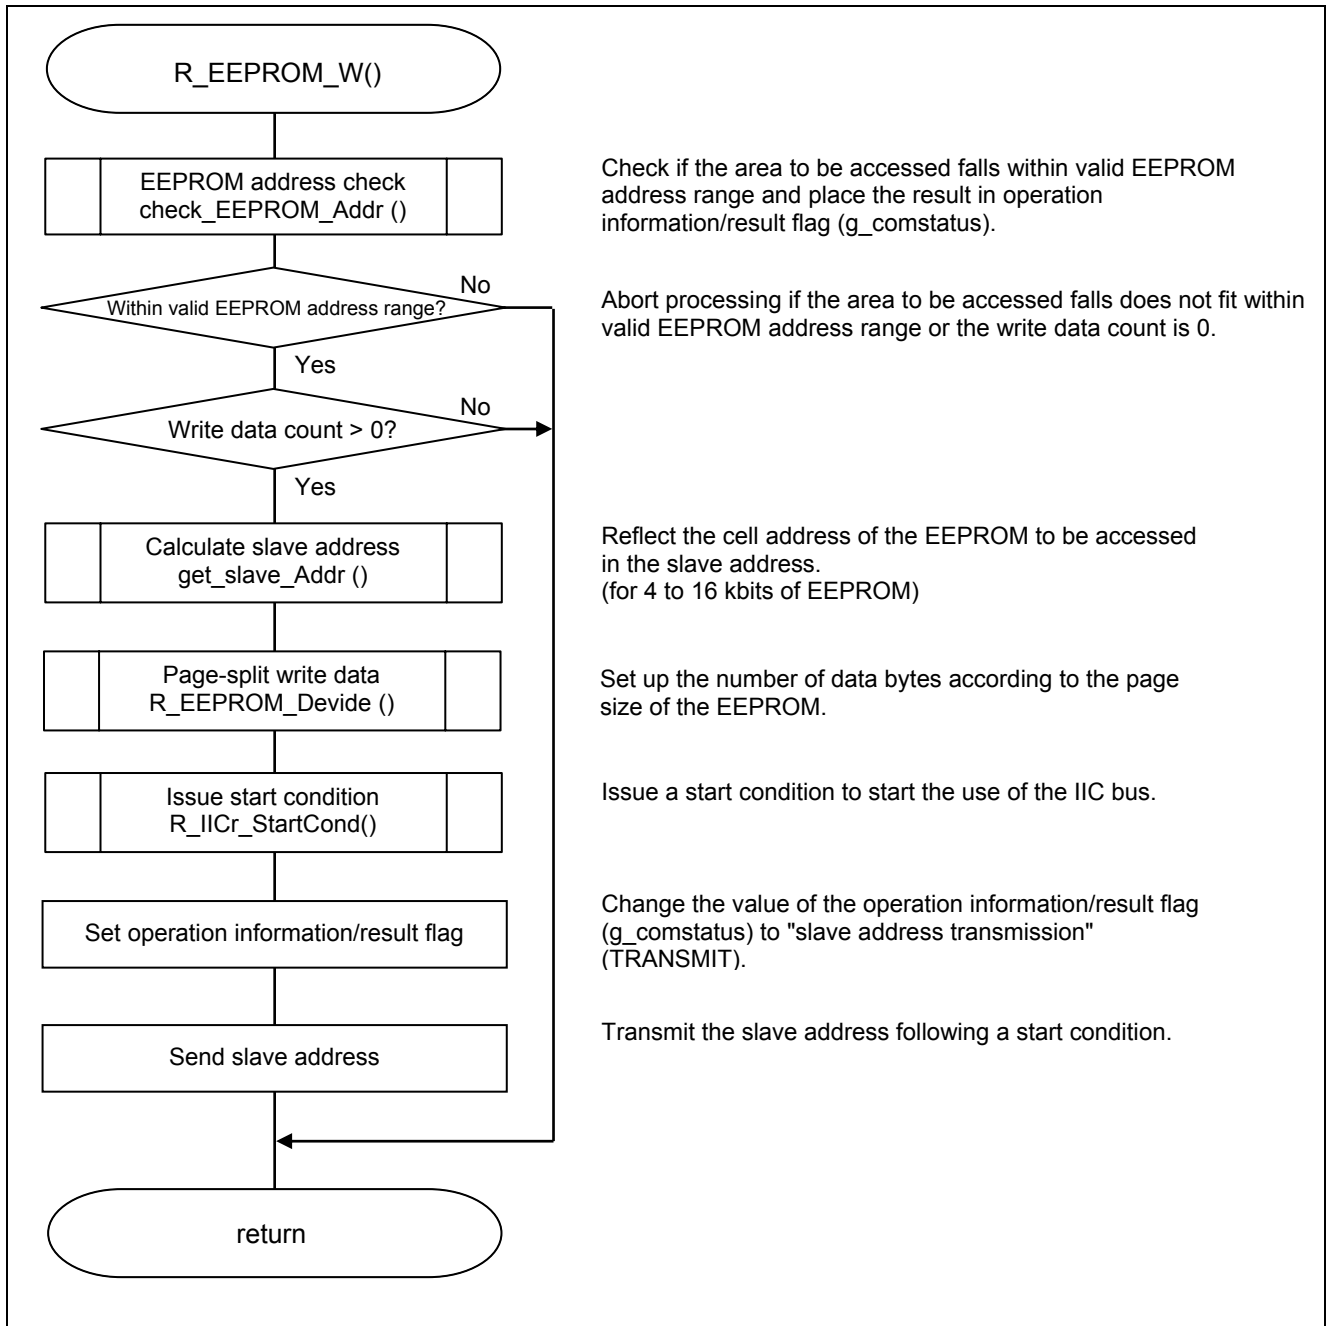 R_EEPROM_W()
EEPROM address check
check_EEPROM_Addr ()
Check if the area to be accessed falls within valid EEPROM
address range and place the result in operation
information/result flag (g_comstatus).
Within valid EEPROM address range?
No
Abort processing if the area to be accessed falls does not fit within
valid EEPROM address range or the write data count is 0.
Yes
Write data count > 0?
No
Yes
Calculate slave address
get_slave_Addr ()
Reflect the cell address of the EEPROM to be accessed
in the slave address.
(for 4 to 16 kbits of EEPROM)
Page-split write data
R_EEPROM_Devide ()
Set up the number of data bytes according to the page
size of the EEPROM.
Issue start condition
R_IICr_StartCond()
Issue a start condition to start the use of the IIC bus.
Set operation information/result flag
Change the value of the operation information/result flag
(g_comstatus) to "slave address transmission"
(TRANSMIT).
Send slave address
Transmit the slave address following a start condition.
return